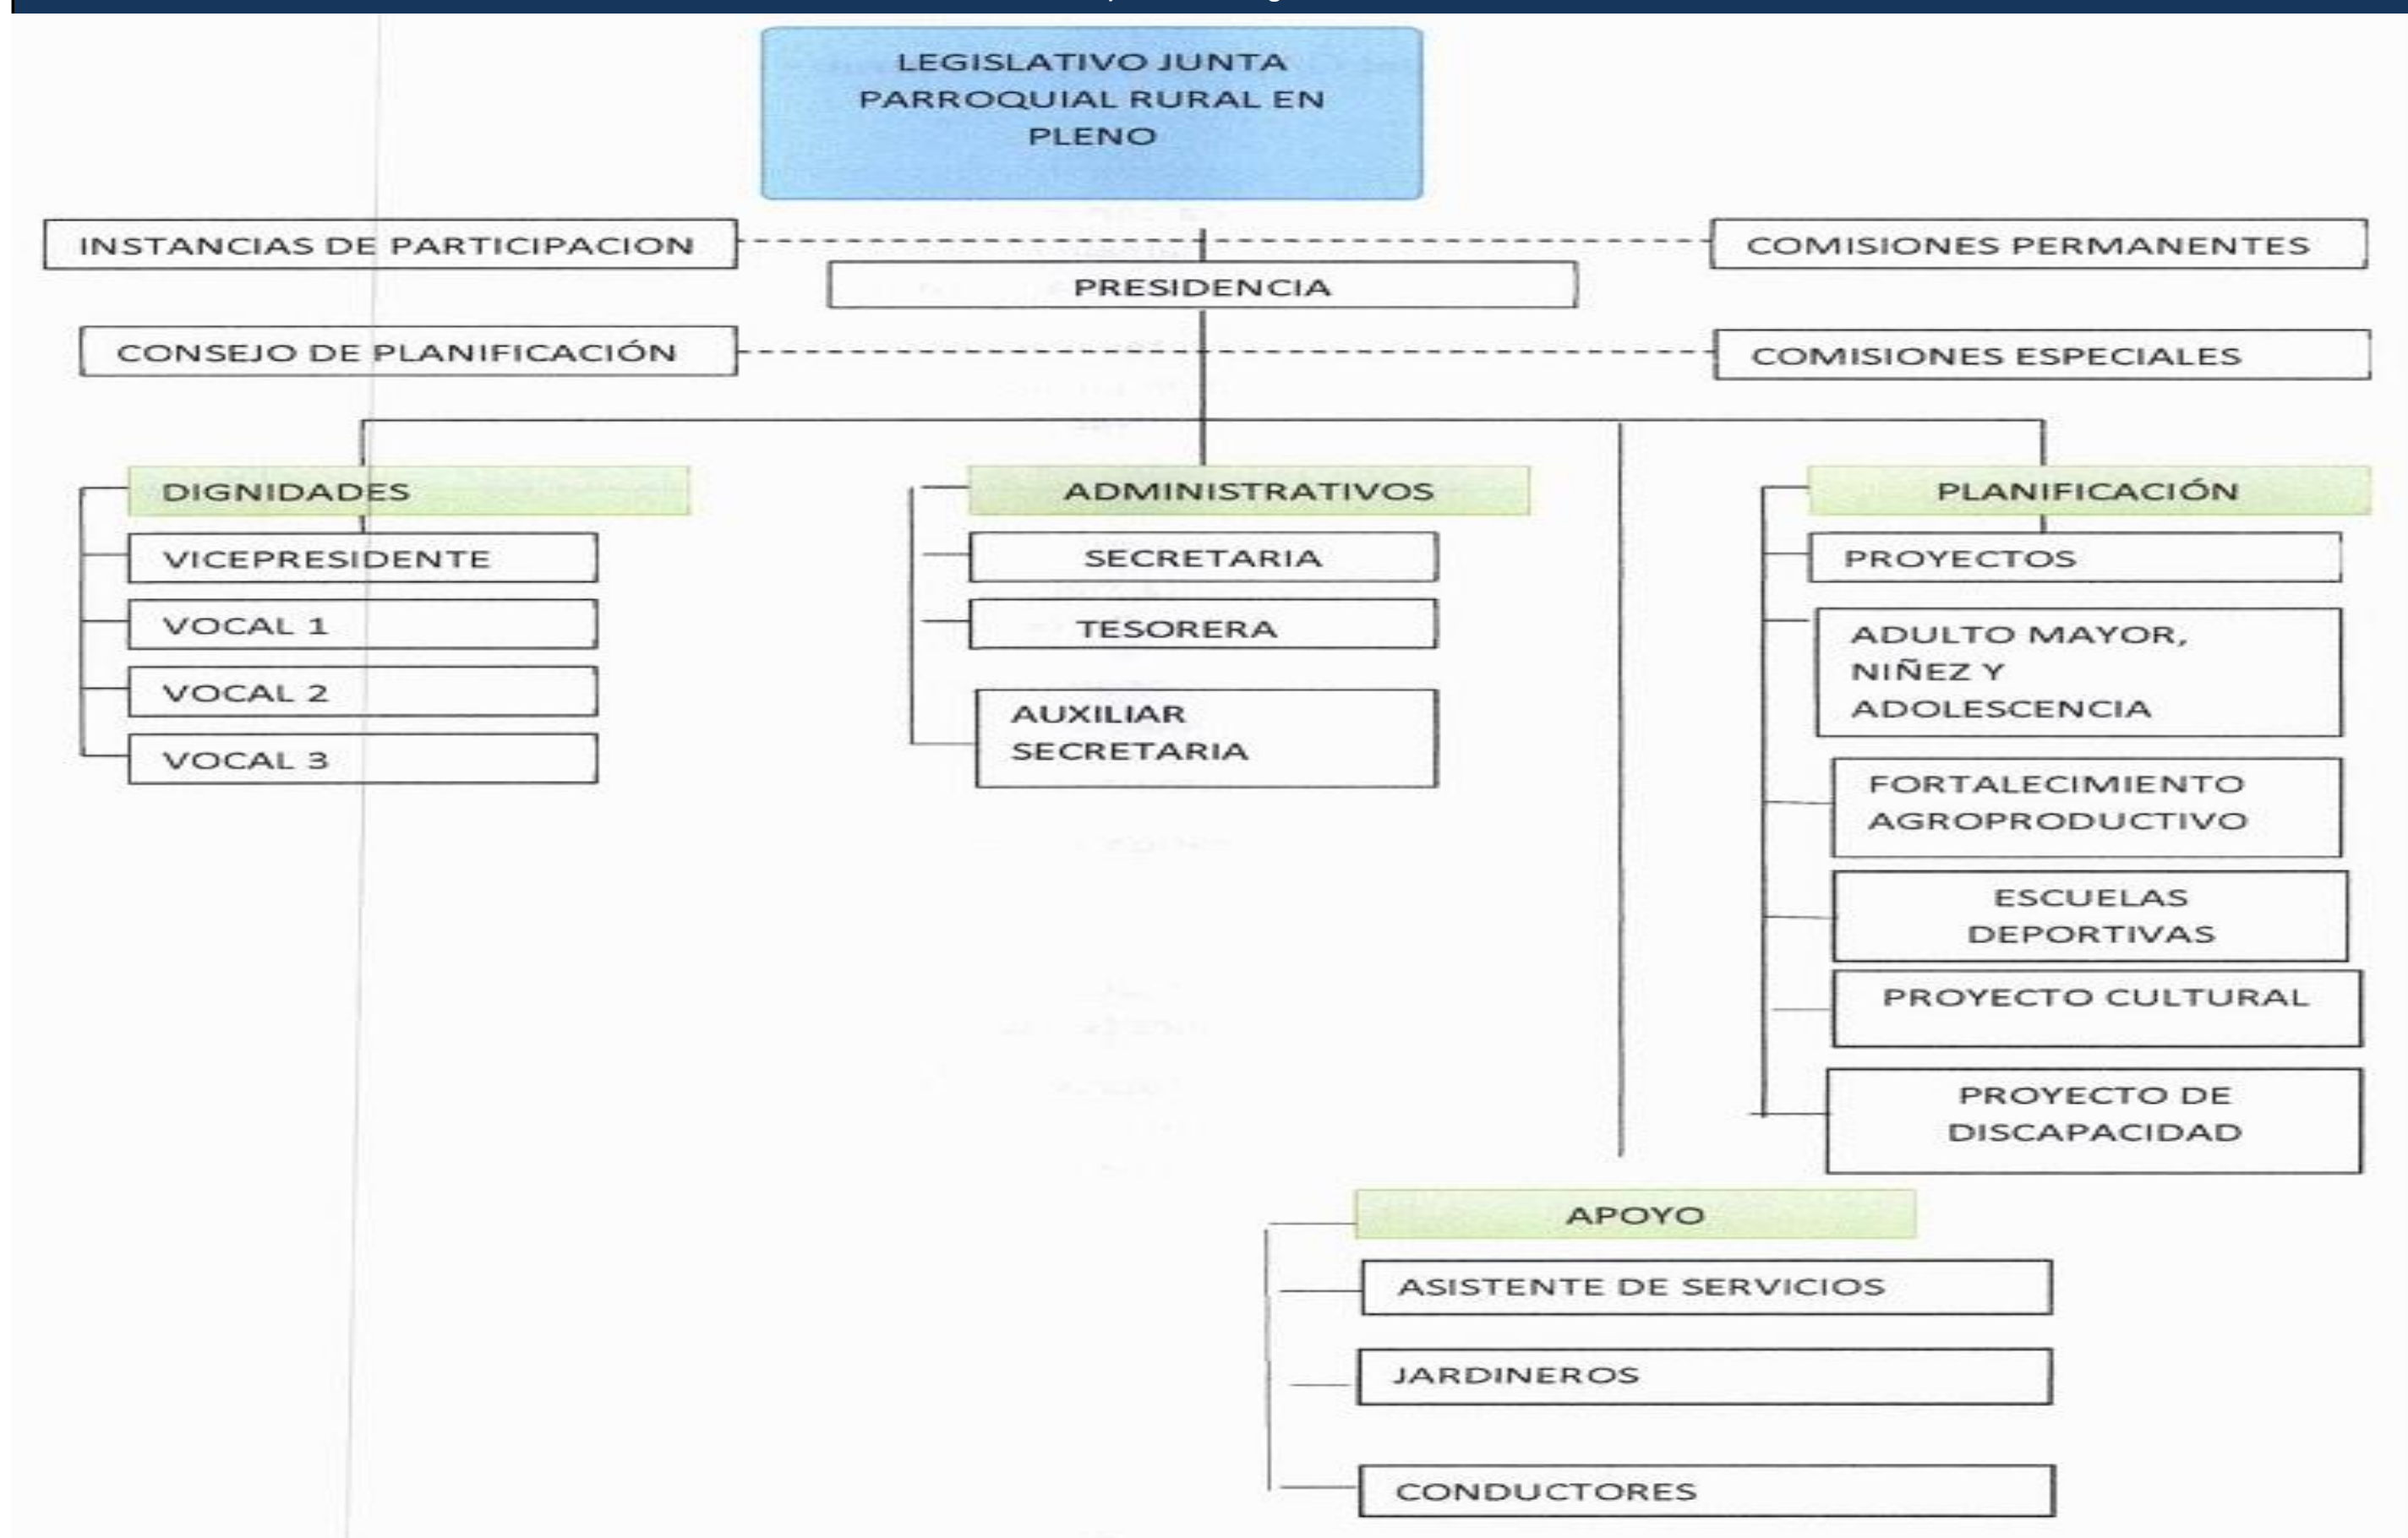 LEGISLATIVO JUNTA
PARROQUIAL RURAL EN
PLENO
INSTANCIAS DE PARTICIPACION
COMISIONES PERMANENTES
PRESIDENCIA
CONSEJO DE PLANIFICACIÓN
COMISIONES ESPECIALES
DIGNIDADES
VICEPRESIDENTE
VOCAL 1
VOCAL 2
VOCAL 3
ADMINISTRATIVOS
SECRETARIA
TESORERA
AUXILIAR
SECRETARIA
PLANIFICACIÓN
PROYECTOS
ADULTO MAYOR,
NIÑEZ Y
ADOLESCENCIA
FORTALECIMIENTO
AGROPRODUCTIVO
ESCUELAS
DEPORTIVAS
PROYECTO CULTURAL
PROYECTO DE
DISCAPACIDAD
APOYO
ASISTENTE DE SERVICIOS
JARDINEROS
CONDUCTORES